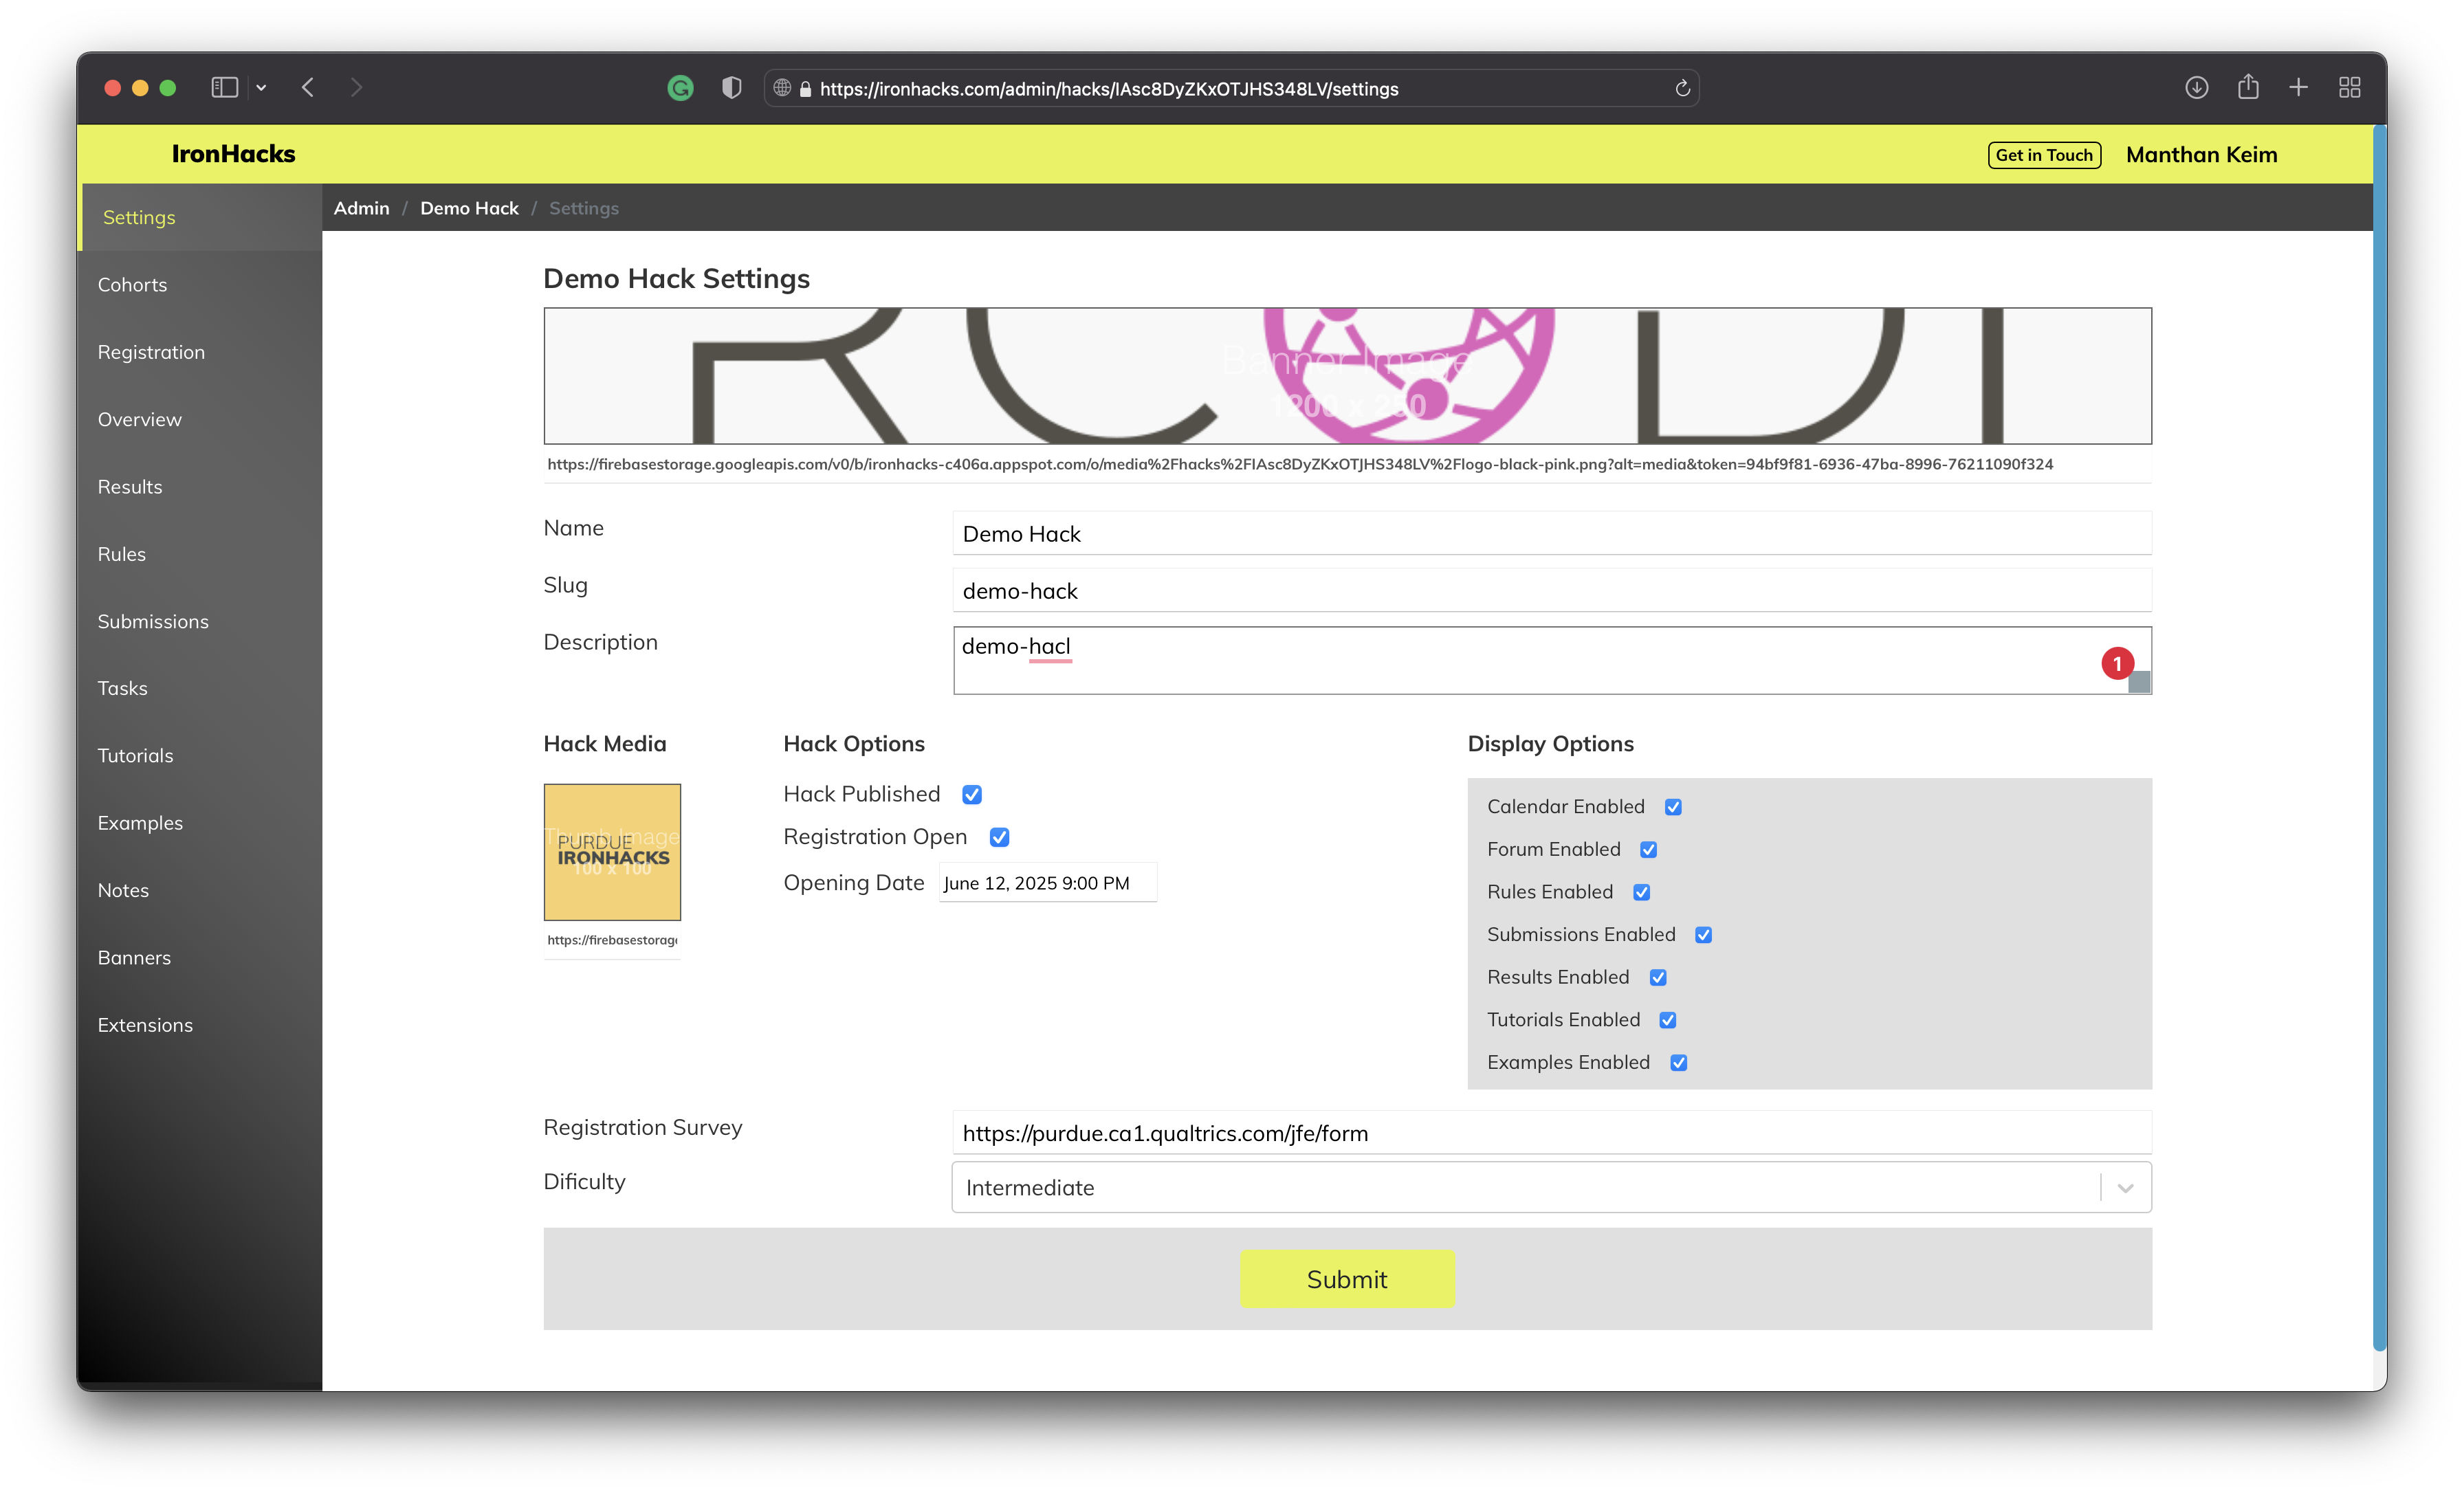 https://ironhacks.com/admin/hacks/IAsc8DyZKxOTJHS348LV/settings
IronHacks
Get in Touch
Manthan Keim
Settings
Cohorts
Registration
Overview
Results
Rules
Submissions
Tasks
Tutorials
Examples
Notes
Banners
Extensions
Admin / Demo Hack / Settings
Demo Hack Settings
RCODI
Banner Image
1200 x 250
https://firebasestorage.googleapis.com/v0/b/ironhacks-c406a.appspot.com/o/media%2Fhacks%2FIAsc8DyZKxOTJHS348LV%2Flogo-black-pink.png?alt=media&token=94bf9f81-6936-47ba-8996-76211090f324
Name
Demo Hack
Slug
demo-hack
Description
demo-hacl
1
Hack Media
Thumb Image
PURDUE
IRONHACKS
100 x 100
https://firebasestorag
Hack Options
Hack Published
Registration Open
Opening Date June 12, 2025 9:00 PM
Display Options
Calendar Enabled
Forum Enabled
Rules Enabled
Submissions Enabled
Results Enabled
Tutorials Enabled
Examples Enabled
Registration Survey
https://purdue.ca1.qualtrics.com/jfe/form
Dificulty
Intermediate
Submit